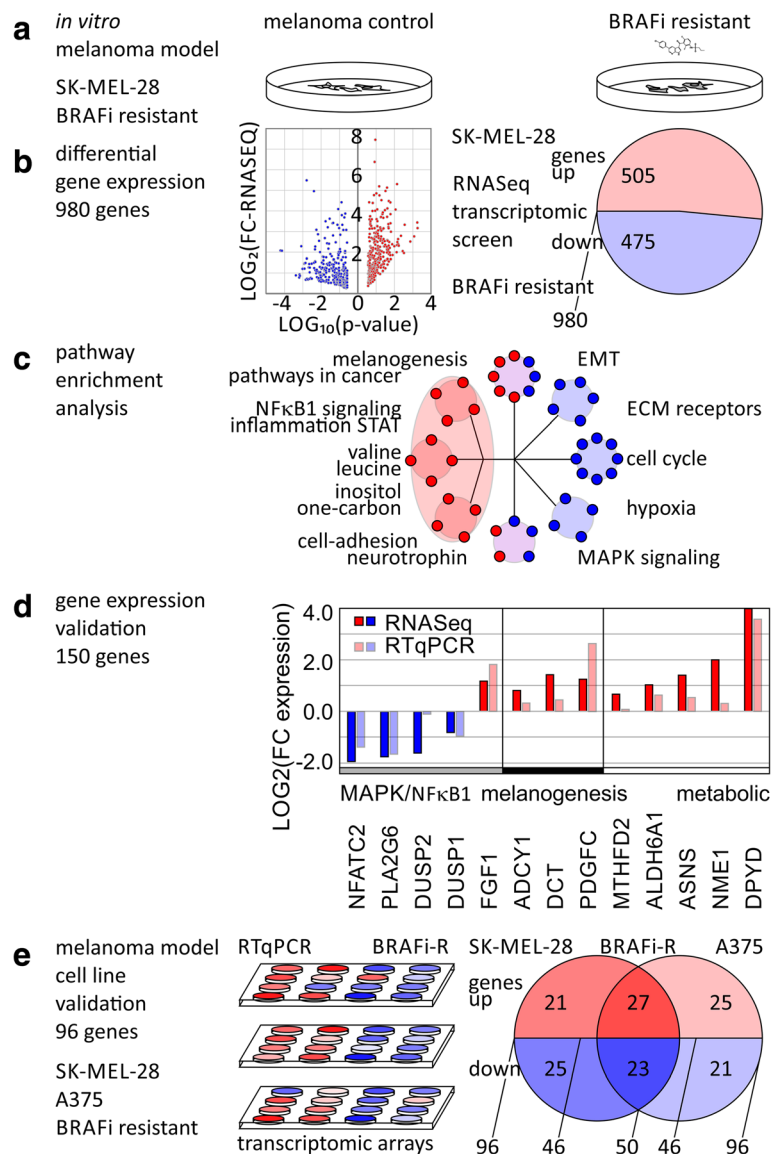 a
in vitro
melanoma model
SK-MEL-28
BRAFi resistant
melanoma control
BRAFi resistant
b
differential
gene expression
980 genes
LOG₂(FC-RNASEQ)
8
6
4
2
-4 -2 0 2 4
LOG₁₀(p-value)
SK-MEL-28
RNASeq
transcriptomic
screen
BRAFi resistant
genes
up
505
down
475
980
c
pathway
enrichment
analysis
melanogenesis
pathways in cancer
NFκB1 signaling
inflammation STAT
valine
leucine
inositol
one-carbon
cell-adhesion
neurotrophin
EMT
ECM receptors
cell cycle
hypoxia
MAPK signaling
d
gene expression
validation
150 genes
LOG2(FC expression)
4.0
2.0
0.0
-2.0
RNASeq
RTqPCR
MAPK/NFκB1 melanogenesis metabolic
NFATC2
PLA2G6
DUSP2
DUSP1
FGF1
ADCY1
DCT
PDGFC
MTHFD2
ALDH6A1
ASNS
NME1
DPYD
e
melanoma model
cell line
validation
96 genes
SK-MEL-28
A375
BRAFi resistant
RTqPCR BRAFi-R
transcriptomic arrays
SK-MEL-28 BRAFi-R A375
genes
up
21 27 25
down
25 23 21
96 46 50 46 96